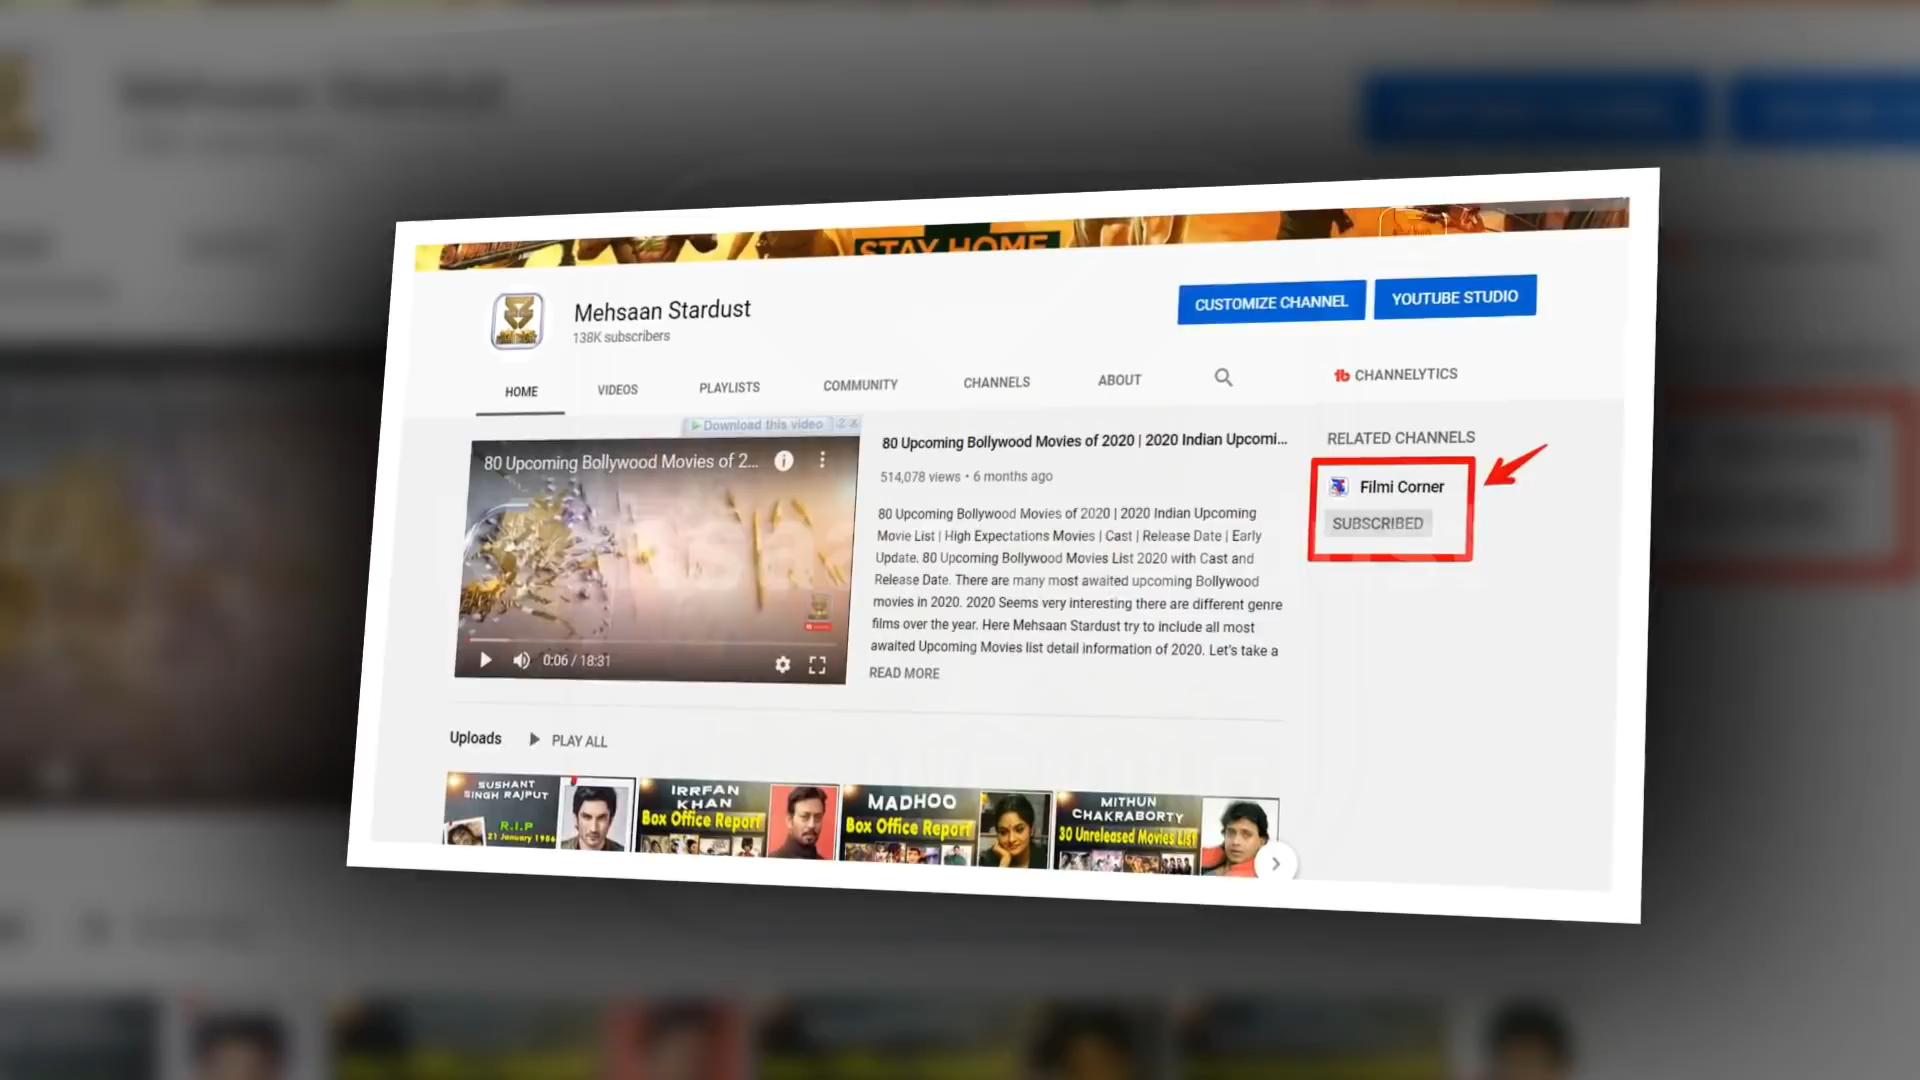 STAY HOME
Mehsaan Stardust
138K subscribers
CUSTOMIZE CHANNEL
YOUTUBE STUDIO
HOME
VIDEOS
PLAYLISTS
COMMUNITY
CHANNELS
ABOUT
CHANNELYTICS
Download this video
80 Upcoming Bollywood Movies of 2...
0:06 / 18:31
80 Upcoming Bollywood Movies of 2020 | 2020 Indian Upcomi...
514,078 views • 6 months ago
80 Upcoming Bollywood Movies of 2020 | 2020 Indian Upcoming
Movie List | High Expectations Movies | Cast | Release Date | Early
Update. 80 Upcoming Bollywood Movies List 2020 with Cast and
Release Date. There are many most awaited upcoming Bollywood
movies in 2020. 2020 Seems very interesting there are different genre
films over the year. Here Mehsaan Stardust try to include all most
awaited Upcoming Movies list detail information of 2020. Let's take a
READ MORE
RELATED CHANNELS
Filmi Corner
SUBSCRIBED
Uploads
PLAY ALL
SUSHANT
SINGH RAJPUT
R.I.P
21 January 1986
IRRFAN
KHAN
Box Office Report
MADHOO
Box Office Report
MITHUN
CHAKRABORTY
30 Unreleased Movies List